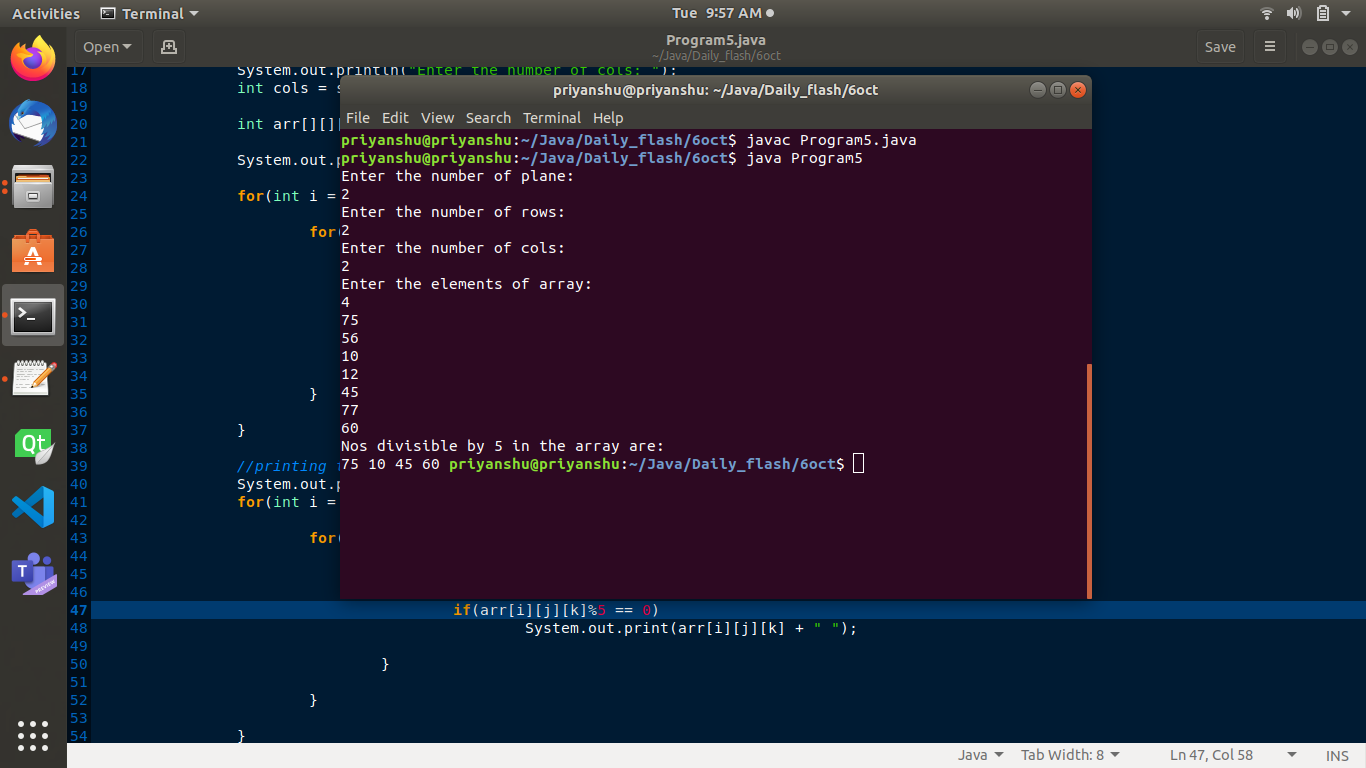 Activities Terminal Tue 9:57 AM
Open Program5.java Save
~/Java/Daily_flash/6oct
17 System.out.println("Enter the number of cols: ");
18 int cols = s
19
20 int arr[][][
21
22 System.out.p
23
24 for(int i =
25
26 for(
27
28
29
30
31
32
33
34
35 }
36
37 }
38
39 //printing
40 System.out.p
41 for(int i =
42
43 for(
44
45
46
47 if(arr[i][j][k]%5 == 0)
48 System.out.print(arr[i][j][k] + " ");
49
50 }
51
52 }
53
54 }
priyanshu@priyanshu: ~/Java/Daily_flash/6oct
File Edit View Search Terminal Help
priyanshu@priyanshu:~/Java/Daily_flash/6oct$ javac Program5.java
priyanshu@priyanshu:~/Java/Daily_flash/6oct$ java Program5
Enter the number of plane:
2
Enter the number of rows:
2
Enter the number of cols:
2
Enter the elements of array:
4
75
56
10
12
45
77
60
Nos divisible by 5 in the array are:
75 10 45 60 priyanshu@priyanshu:~/Java/Daily_flash/6oct$
A
Qt
T
PREVIEW
Java Tab Width: 8 Ln 47, Col 58 INS